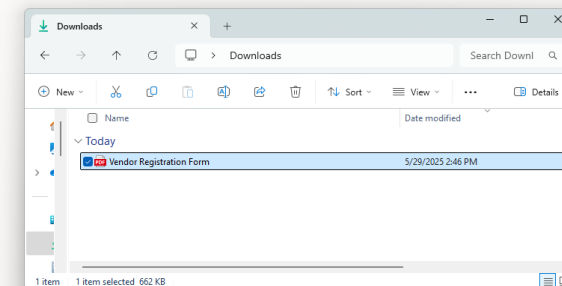 Downloads
Downloads
Search Downl
New
Sort
View
Details
Name
Date modified
Today
PDF
Vendor Registration Form
5/29/2025 2:46 PM
1 item
1 item selected 662 KB